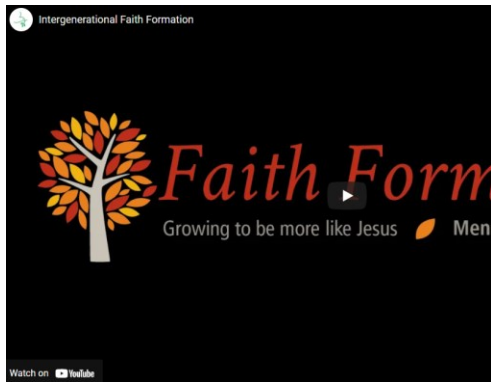 Intergenerational Faith Formation
Faith Form
Growing to be more like Jesus Men
Watch on YouTube